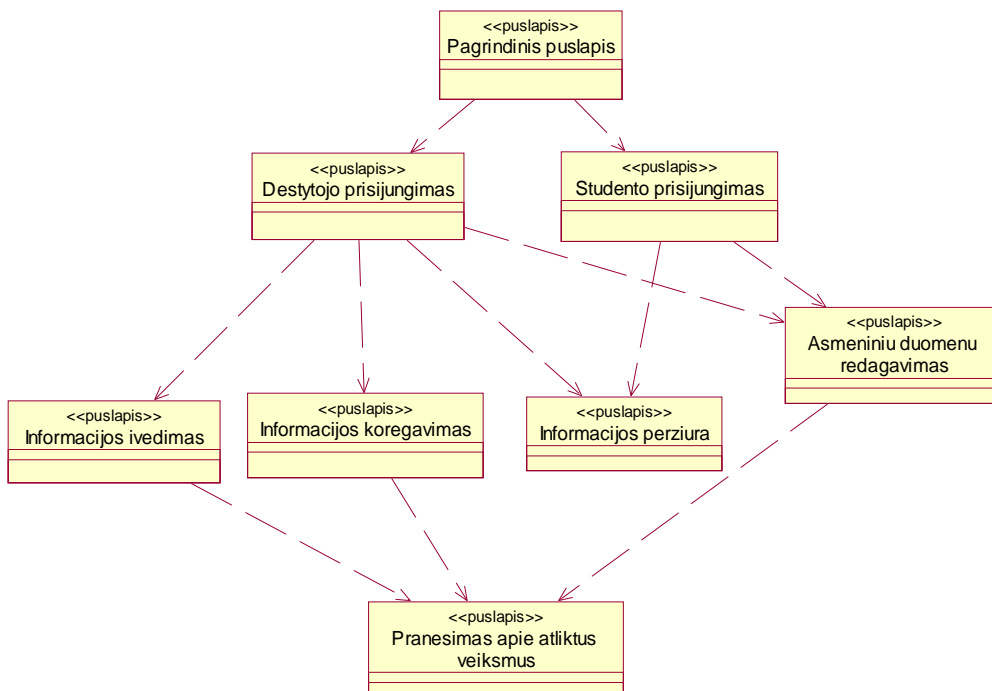 <<puslapis>>
Pagrindinis puslapis
<<puslapis>>
Destytojo prisijungimas
<<puslapis>>
Studento prisijungimas
<<puslapis>>
Asmeniniu duomenu
redagavimas
<<puslapis>>
Informacijos ivedimas
<<puslapis>>
Informacijos koregavimas
<<puslapis>>
Informacijos perziura
<<puslapis>>
Pranesimas apie atliktus
veiksmus